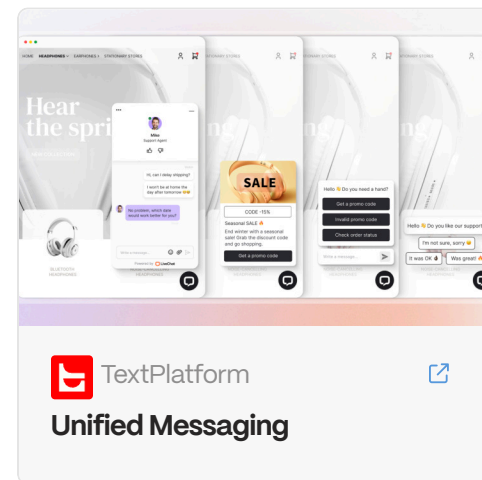 HOME HEADPHONES EARPHONES STATIONARY STORIES
Hear
the spri
Mike
Support Agent
Hi, can I delay shipping?
I won't be at home the
day after tomorrow
No problem, which date
would work better for you?
Write a message...
Powered by LiveChat
BLUETOOTH
HEADPHONES
SALE
CODE -15%
Seasonal SALE 🔥
End winter with a seasonal
sale! Grab the discount code
and go shopping.
Get a promo code
Hello 👋 Do you need a hand?
Get a promo code
Invalid promo code
Check order status
Write a message...
Hello 👋 Do you like our support
I'm not sure, sorry
It was OK
Was great!
TextPlatform
Unified Messaging